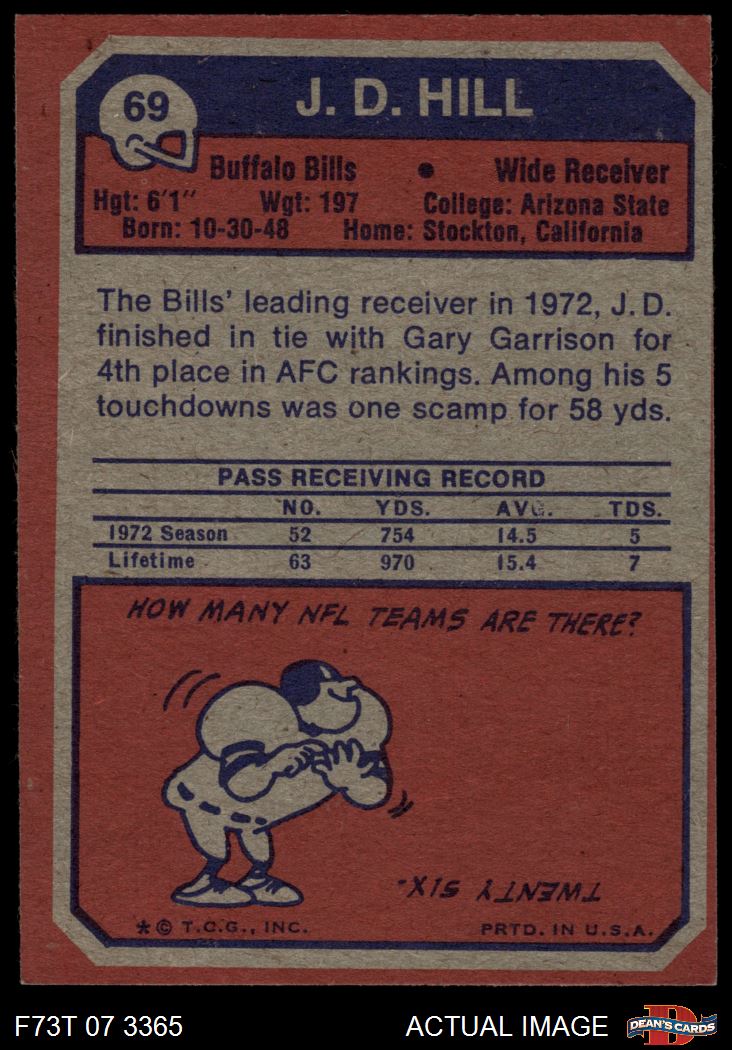 69
J. D. HILL
Buffalo Bills • Wide Receiver
Hgt: 6'1" Wgt: 197 College: Arizona State
Born: 10-30-48 Home: Stockton, California
The Bills' leading receiver in 1972, J. D.
finished in tie with Gary Garrison for
4th place in AFC rankings. Among his 5
touchdowns was one scamp for 58 yds.
PASS RECEIVING RECORD
NO. YDS. AVG. TDS.
1972 Season 52 754 14.5 5
Lifetime 63 970 15.4 7
HOW MANY NFL TEAMS ARE THERE?
TWENTY SIX.
* © T.C.G., INC. PRTD. IN U.S.A.
F73T 07 3365 ACTUAL IMAGE DEAN'S CARDS